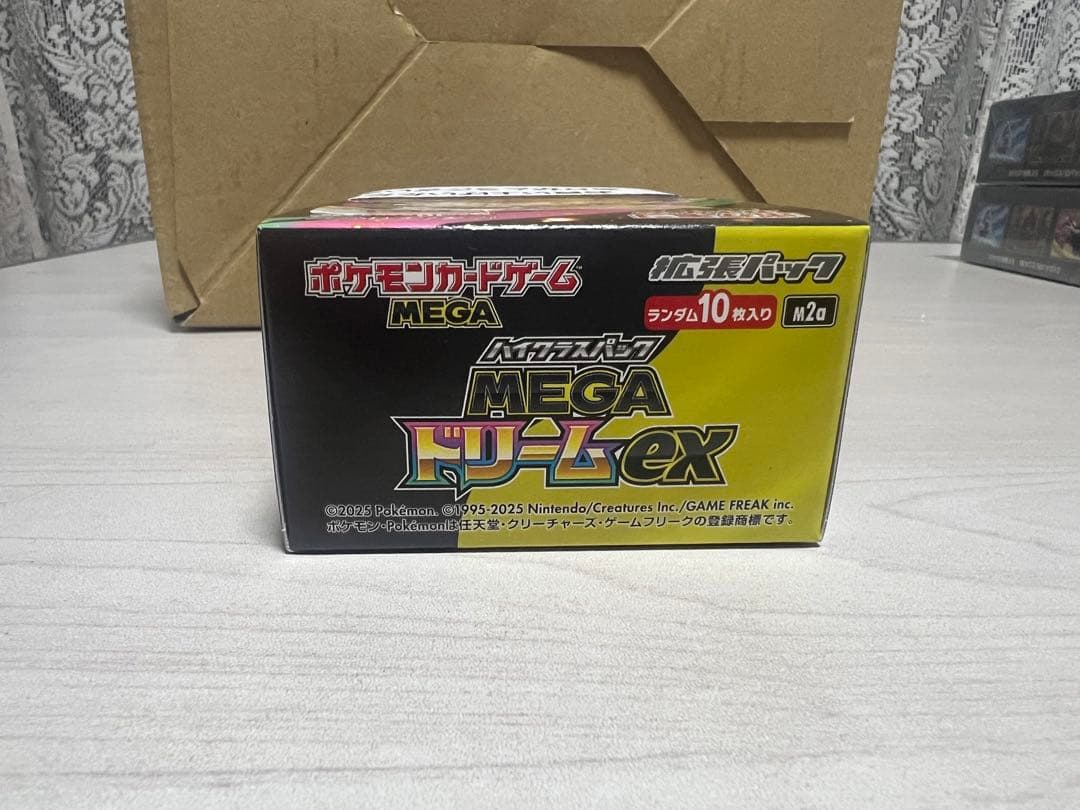 ポケモンカードゲーム
MEGA
拡張パック
ランダム10枚入り M2a
ハイクラスパック
MEGA
ドリームex
©2025 Pokémon. ©1995-2025 Nintendo/Creatures Inc./GAME FREAK inc.
ポケモン・Pokémonは任天堂・クリーチャーズ・ゲームフリークの登録商標です。